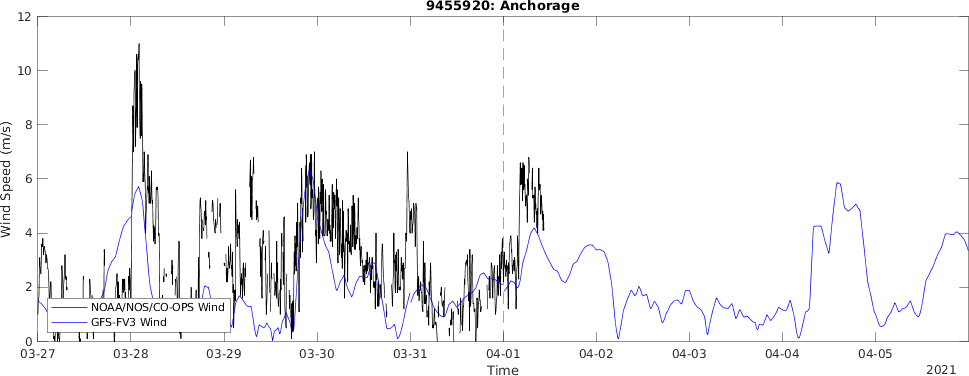 9455920: Anchorage
Wind Speed (m/s)
12
10
8
6
4
2
0
NOAA/NOS/CO-OPS Wind
GFS-FV3 Wind
03-27 03-28 03-29 03-30 03-31 04-01 04-02 04-03 04-04 04-05
Time
2021